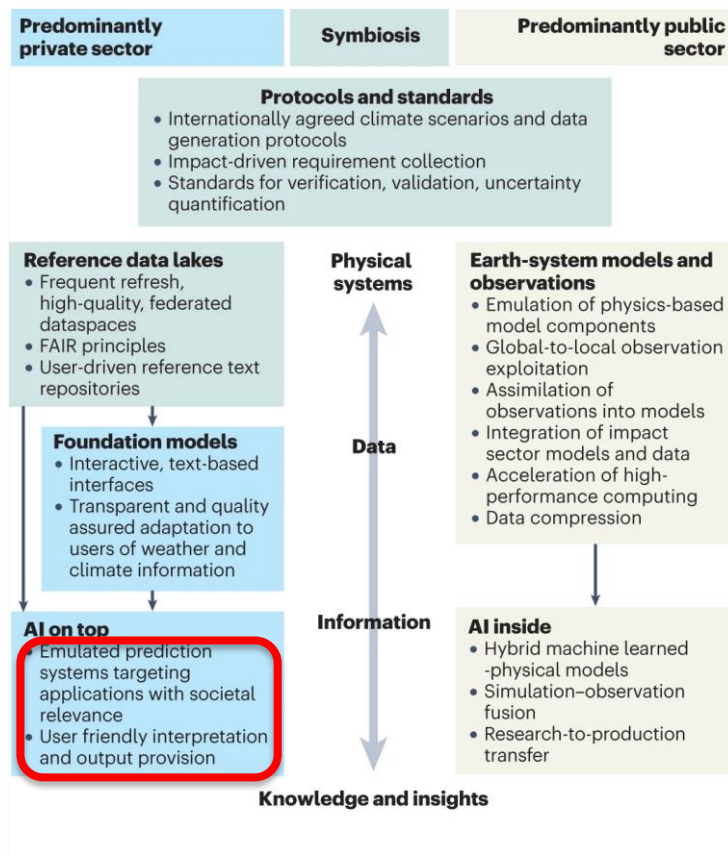 Predominantly
private sector
Symbiosis
Predominantly public
sector
Protocols and standards
• Internationally agreed climate scenarios and data
generation protocols
• Impact-driven requirement collection
• Standards for verification, validation, uncertainty
quantification
Reference data lakes
• Frequent refresh,
high-quality, federated
dataspaces
• FAIR principles
• User-driven reference text
repositories
Foundation models
• Interactive, text-based
interfaces
• Transparent and quality
assured adaptation to
users of weather and
climate information
AI on top
• Emulated prediction
systems targeting
applications with societal
relevance
• User friendly interpretation
and output provision
Physical
systems
Data
Information
Knowledge and insights
Earth-system models and
observations
• Emulation of physics-based
model components
• Global-to-local observation
exploitation
• Assimilation of
observations into models
• Integration of impact
sector models and data
• Acceleration of high-
performance computing
• Data compression
AI inside
• Hybrid machine learned
-physical models
• Simulation–observation
fusion
• Research-to-production
transfer